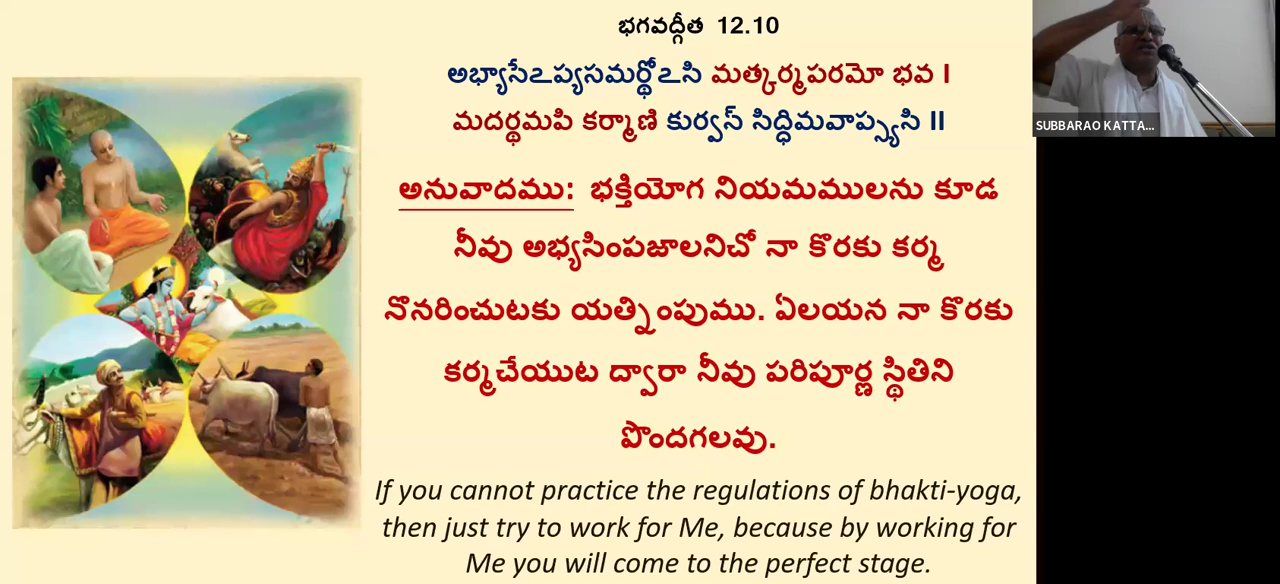 భగవద్గీత 12.10
అభ్యాసేఽప్యసమర్థోఽసి మత్కర్మపరమో భవ I
మదర్థమపి కర్మాణి కుర్వన్ సిద్ధిమవాప్స్యసి II
అనువాదము: భక్తియోగ నియమములను కూడ
నీవు అభ్యసింపజాలనిచో నా కొరకు కర్మ
నొనరించుటకు యత్నింపుము. ఏలయన నా కొరకు
కర్మచేయుట ద్వారా నీవు పరిపూర్ణ స్థితిని
పొందగలవు.
If you cannot practice the regulations of bhakti-yoga,
then just try to work for Me, because by working for
Me you will come to the perfect stage.
SUBBARAO KATTA...